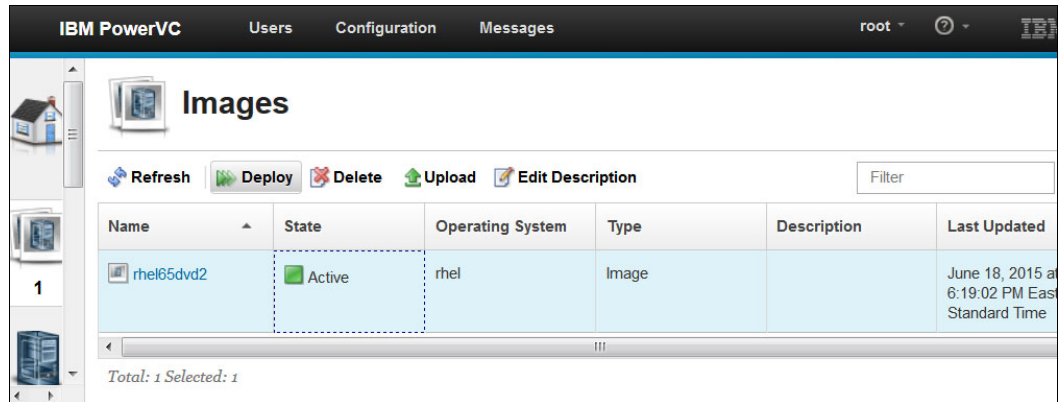 IBM PowerVC Users Configuration Messages root ? IBM
Images
Refresh Deploy Delete Upload Edit Description Filter
Name State Operating System Type Description Last Updated
rhel65dvd2 Active rhel Image June 18, 2015 at
6:19:02 PM East
Standard Time
1
Total: 1 Selected: 1